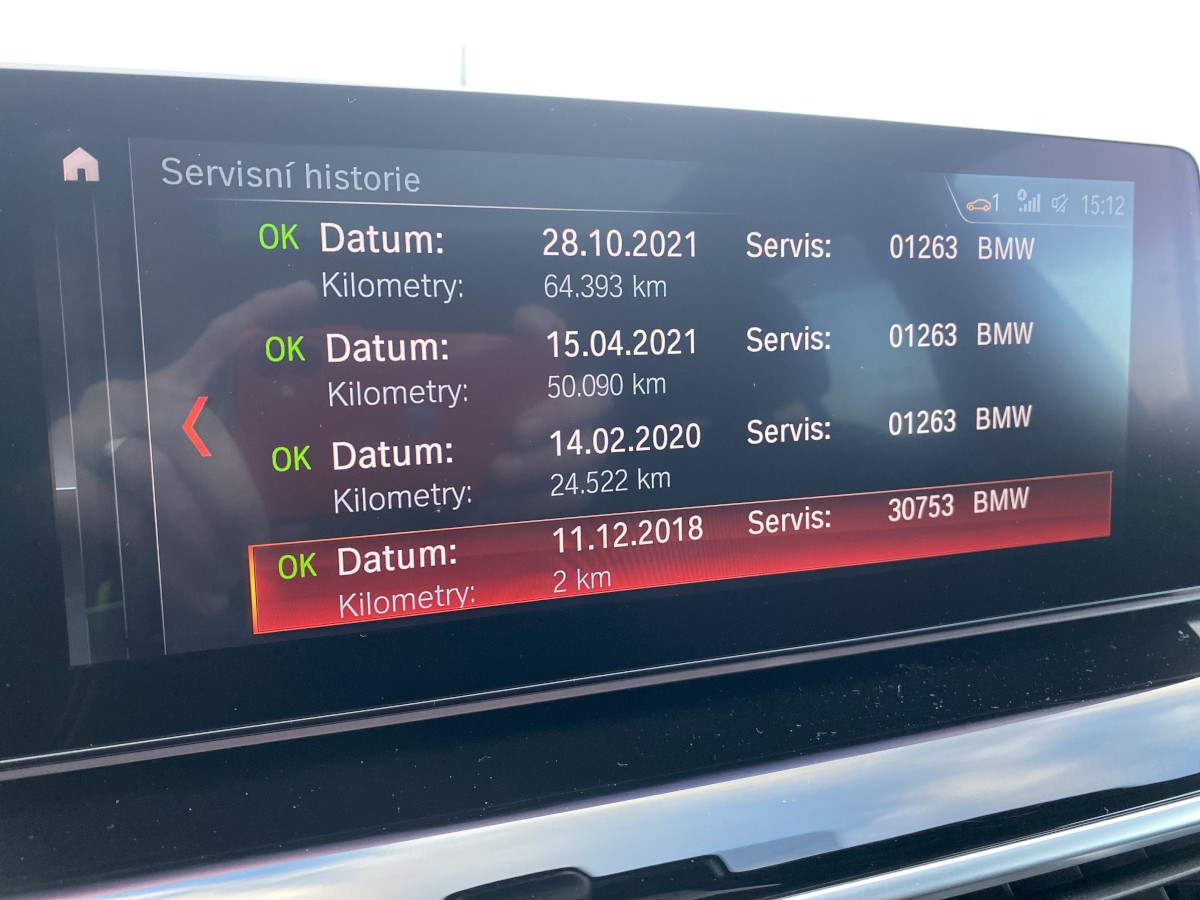 Servisní historie
1 15:12
OK Datum: 28.10.2021 Servis: 01263 BMW
Kilometry: 64.393 km
OK Datum: 15.04.2021 Servis: 01263 BMW
Kilometry: 50.090 km
OK Datum: 14.02.2020 Servis: 01263 BMW
Kilometry: 24.522 km
OK Datum: 11.12.2018 Servis: 30753 BMW
Kilometry: 2 km